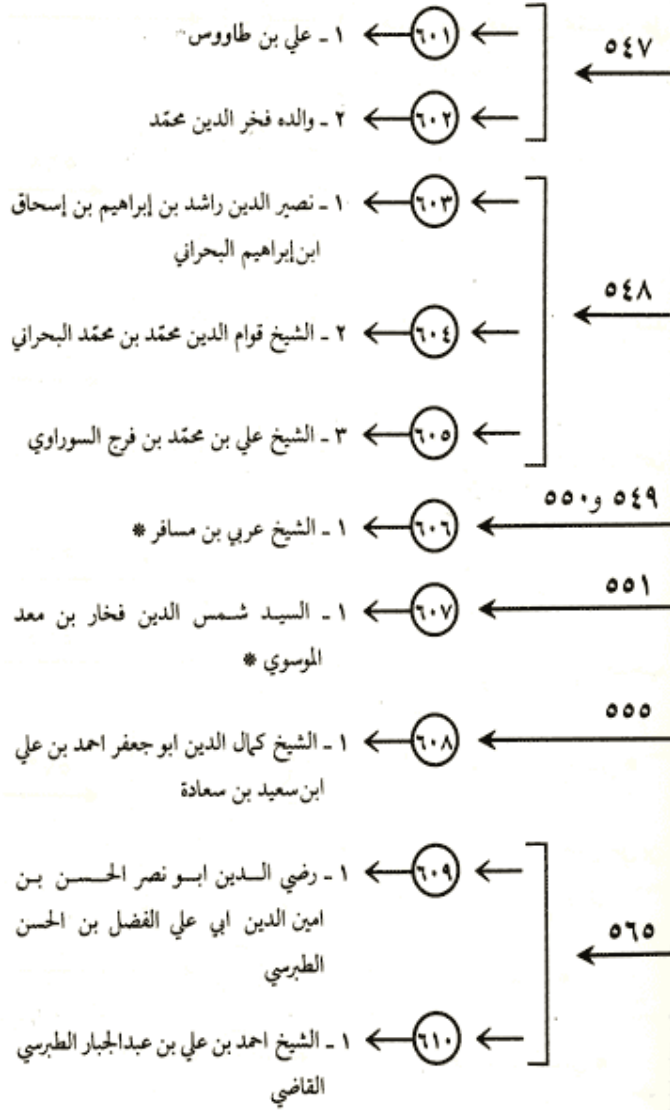 ٥٤٧
٦٠١ ١ ـ علي بن طاووس
٦٠٢ ٢ ـ والده فخر الدين محمّد
٥٤٨
٦٠٣ ١ ـ نصير الدين راشد بن إبراهيم بن إسحاق
ابن إبراهيم البحراني
٦٠٤ ٢ ـ الشيخ قوام الدين محمّد بن محمّد البحراني
٦٠٥ ٣ ـ الشيخ علي بن محمّد بن فرج السوراوي
٥٤٩ و ٥٥٠
٦٠٦ ١ ـ الشيخ عربي بن مسافر *
٥٥١
٦٠٧ ١ ـ السيد شمس الدين فخار بن معد
الموسوي *
٥٥٥
٦٠٨ ١ ـ الشيخ كمال الدين ابو جعفر احمد بن علي
ابن سعيد بن سعادة
٥٦٥
٦٠٩ ١ ـ رضي الدين ابو نصر الحسن بن
امين الدين ابي علي الفضل بن الحسن
الطبرسي
٦١٠ ١ ـ الشيخ احمد بن علي بن عبدالجبار الطبرسي
القاضي